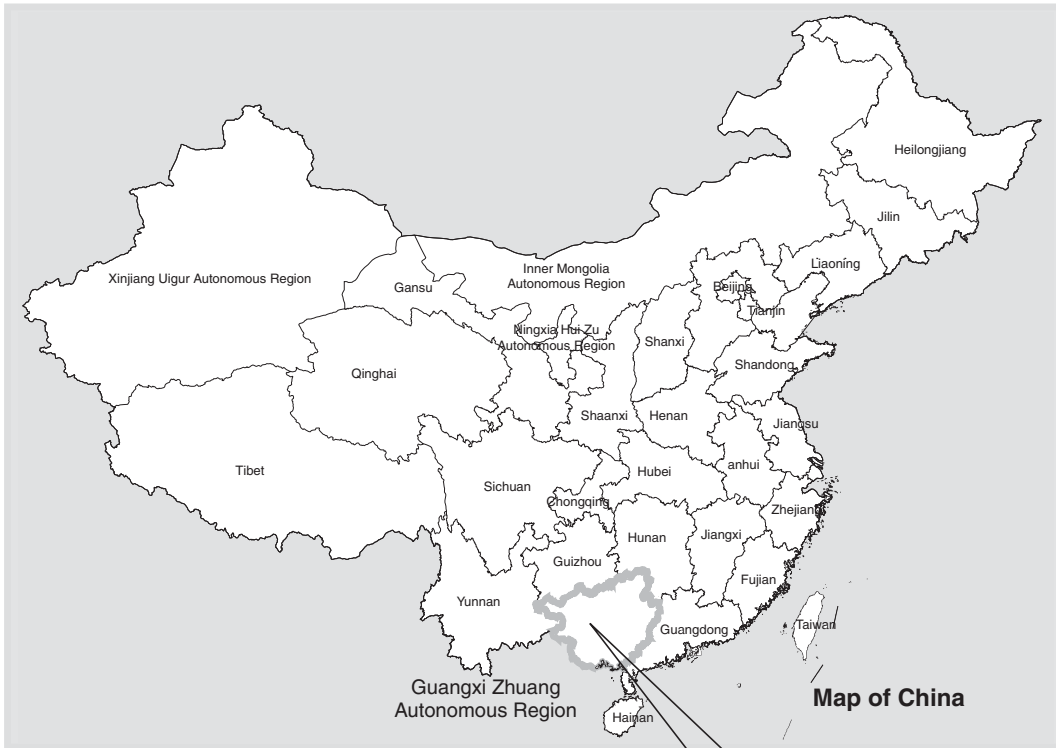 Heilongjiang
Jilin
Liaoníng
Inner Mongolia
Autonomous Region
Xinjiang Uigur Autonomous Region
Gansu
Beijing
Tianjin
Ningxia Hui Zu
Autonomous Region
Shanxi
Shandong
Qinghai
Shaanxi
Henan
Jiangsu
Tibet
Sichuan
Hubei
anhui
Chongqing
Zhejiang
Hunan
Jiangxi
Guizhou
Fujian
Yunnan
Guangdong
Taiwan
Guangxi Zhuang
Autonomous Region
Map of China
Hainan